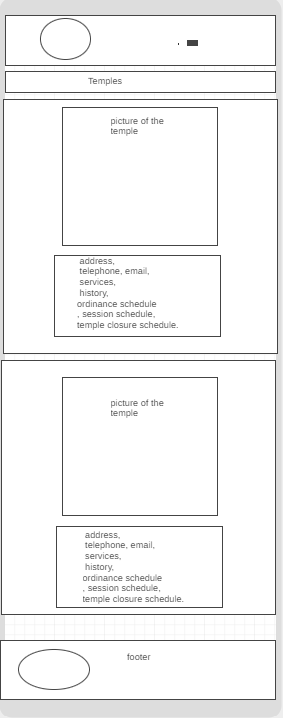 Temples
picture of the
temple
address,
telephone, email,
services,
history,
ordinance schedule
, session schedule,
temple closure schedule.
picture of the
temple
address,
telephone, email,
services,
history,
ordinance schedule
, session schedule,
temple closure schedule.
footer